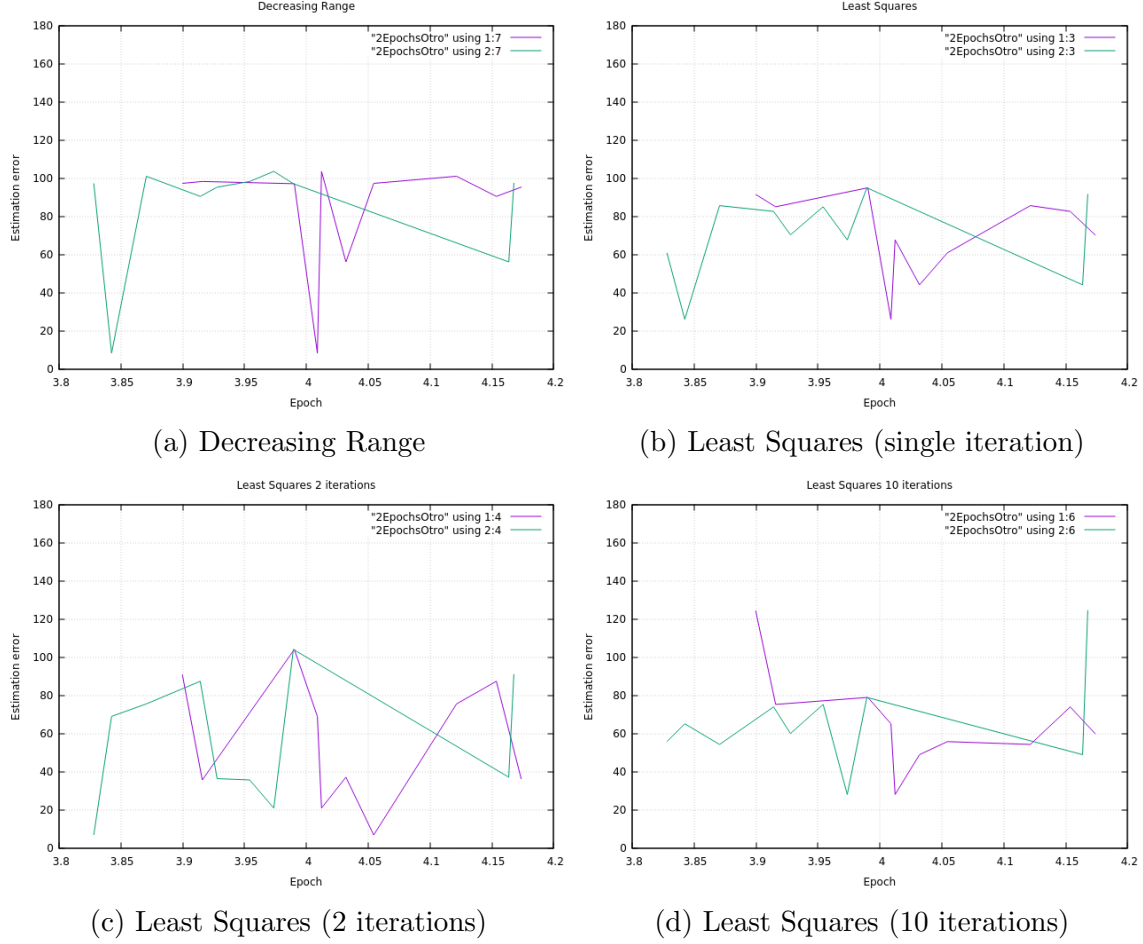 Decreasing Range
180
160
140
120
100
80
60
40
20
0
Estimation error
"2EpochsOtro" using 1:7
"2EpochsOtro" using 2:7
3.8 3.85 3.9 3.95 4 4.05 4.1 4.15 4.2
Epoch
(a) Decreasing Range
Least Squares
180
160
140
120
100
80
60
40
20
0
Estimation error
"2EpochsOtro" using 1:3
"2EpochsOtro" using 2:3
3.8 3.85 3.9 3.95 4 4.05 4.1 4.15 4.2
Epoch
(b) Least Squares (single iteration)
Least Squares 2 iterations
180
160
140
120
100
80
60
40
20
0
Estimation error
"2EpochsOtro" using 1:4
"2EpochsOtro" using 2:4
3.8 3.85 3.9 3.95 4 4.05 4.1 4.15 4.2
Epoch
(c) Least Squares (2 iterations)
Least Squares 10 iterations
180
160
140
120
100
80
60
40
20
0
Estimation error
"2EpochsOtro" using 1:6
"2EpochsOtro" using 2:6
3.8 3.85 3.9 3.95 4 4.05 4.1 4.15 4.2
Epoch
(d) Least Squares (10 iterations)